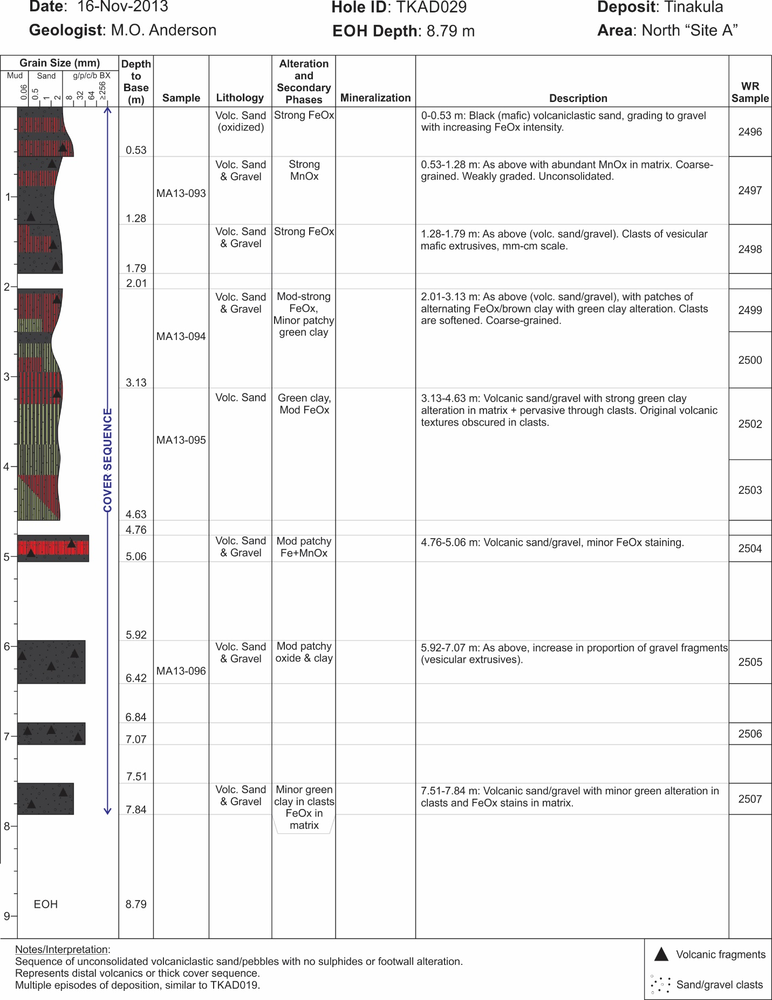 Date: 16-Nov-2013
Hole ID: TKAD029
Deposit: Tinakula
Geologist: M.O. Anderson
EOH Depth: 8.79 m
Area: North “Site A”
Grain Size (mm)
Mud Sand g/p/c/b BX
0.06 0.5 1 2 8 32 64 ≥256
Depth
to
Base
(m)
Sample
Lithology
Alteration
and
Secondary
Phases
Mineralization
Description
WR
Sample
Volc. Sand
(oxidized)
Strong FeOx
0-0.53 m: Black (mafic) volcaniclastic sand, grading to gravel
with increasing FeOx intensity.
2496
0.53
Volc. Sand
& Gravel
Strong
MnOx
0.53-1.28 m: As above with abundant MnOx in matrix. Coarse-
grained. Weakly graded. Unconsolidated.
2497
1
MA13-093
1.28
Volc. Sand
& Gravel
Strong FeOx
1.28-1.79 m: As above (volc. sand/gravel). Clasts of vesicular
mafic extrusives, mm-cm scale.
2498
1.79
2
2.01
Volc. Sand
& Gravel
Mod-strong
FeOx,
Minor patchy
green clay
2.01-3.13 m: As above (volc. sand/gravel), with patches of
alternating FeOx/brown clay with green clay alteration. Clasts
are softened. Coarse-grained.
2499
MA13-094
2500
3
3.13
Volc. Sand
Green clay,
Mod FeOx
3.13-4.63 m: Volcanic sand/gravel with strong green clay
alteration in matrix + pervasive through clasts. Original volcanic
textures obscured in clasts.
2502
MA13-095
COVER SEQUENCE
4
2503
4.63
4.76
Volc. Sand
& Gravel
Mod patchy
Fe+MnOx
4.76-5.06 m: Volcanic sand/gravel, minor FeOx staining.
2504
5
5.06
5.92
6
Volc. Sand
& Gravel
Mod patchy
oxide & clay
5.92-7.07 m: As above, increase in proportion of gravel fragments
(vesicular extrusives).
2505
MA13-096
6.42
6.84
7
7.07
2506
7.51
Volc. Sand
& Gravel
Minor green
clay in clasts
FeOx in
matrix
7.51-7.84 m: Volcanic sand/gravel with minor green alteration in
clasts and FeOx stains in matrix.
2507
7.84
8
EOH
8.79
9
Notes/Interpretation:
Sequence of unconsolidated volcaniclastic sand/pebbles with no sulphides or footwall alteration.
Represents distal volcanics or thick cover sequence.
Multiple episodes of deposition, similar to TKAD019.
Volcanic fragments
Sand/gravel clasts